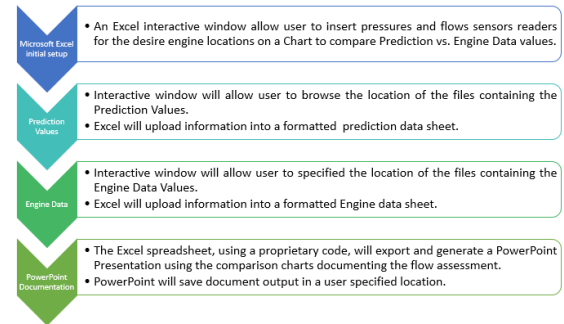 Microsoft Excel
initial setup
• An Excel interactive window allow user to insert pressures and flows sensors readers
for the desire engine locations on a Chart to compare Prediction vs. Engine Data values.
Prediction
Values
• Interactive window will allow user to browse the location of the files containing the
Prediction Values.
• Excel will upload information into a formatted prediction data sheet.
Engine Data
• Interactive window will allow user to specified the location of the files containing the
Engine Data Values.
• Excel will upload information into a formatted Engine data sheet.
PowerPoint
Documentation
• The Excel spreadsheet, using a proprietary code, will export and generate a PowerPoint
Presentation using the comparison charts documenting the flow assessment.
• PowerPoint will save document output in a user specified location.